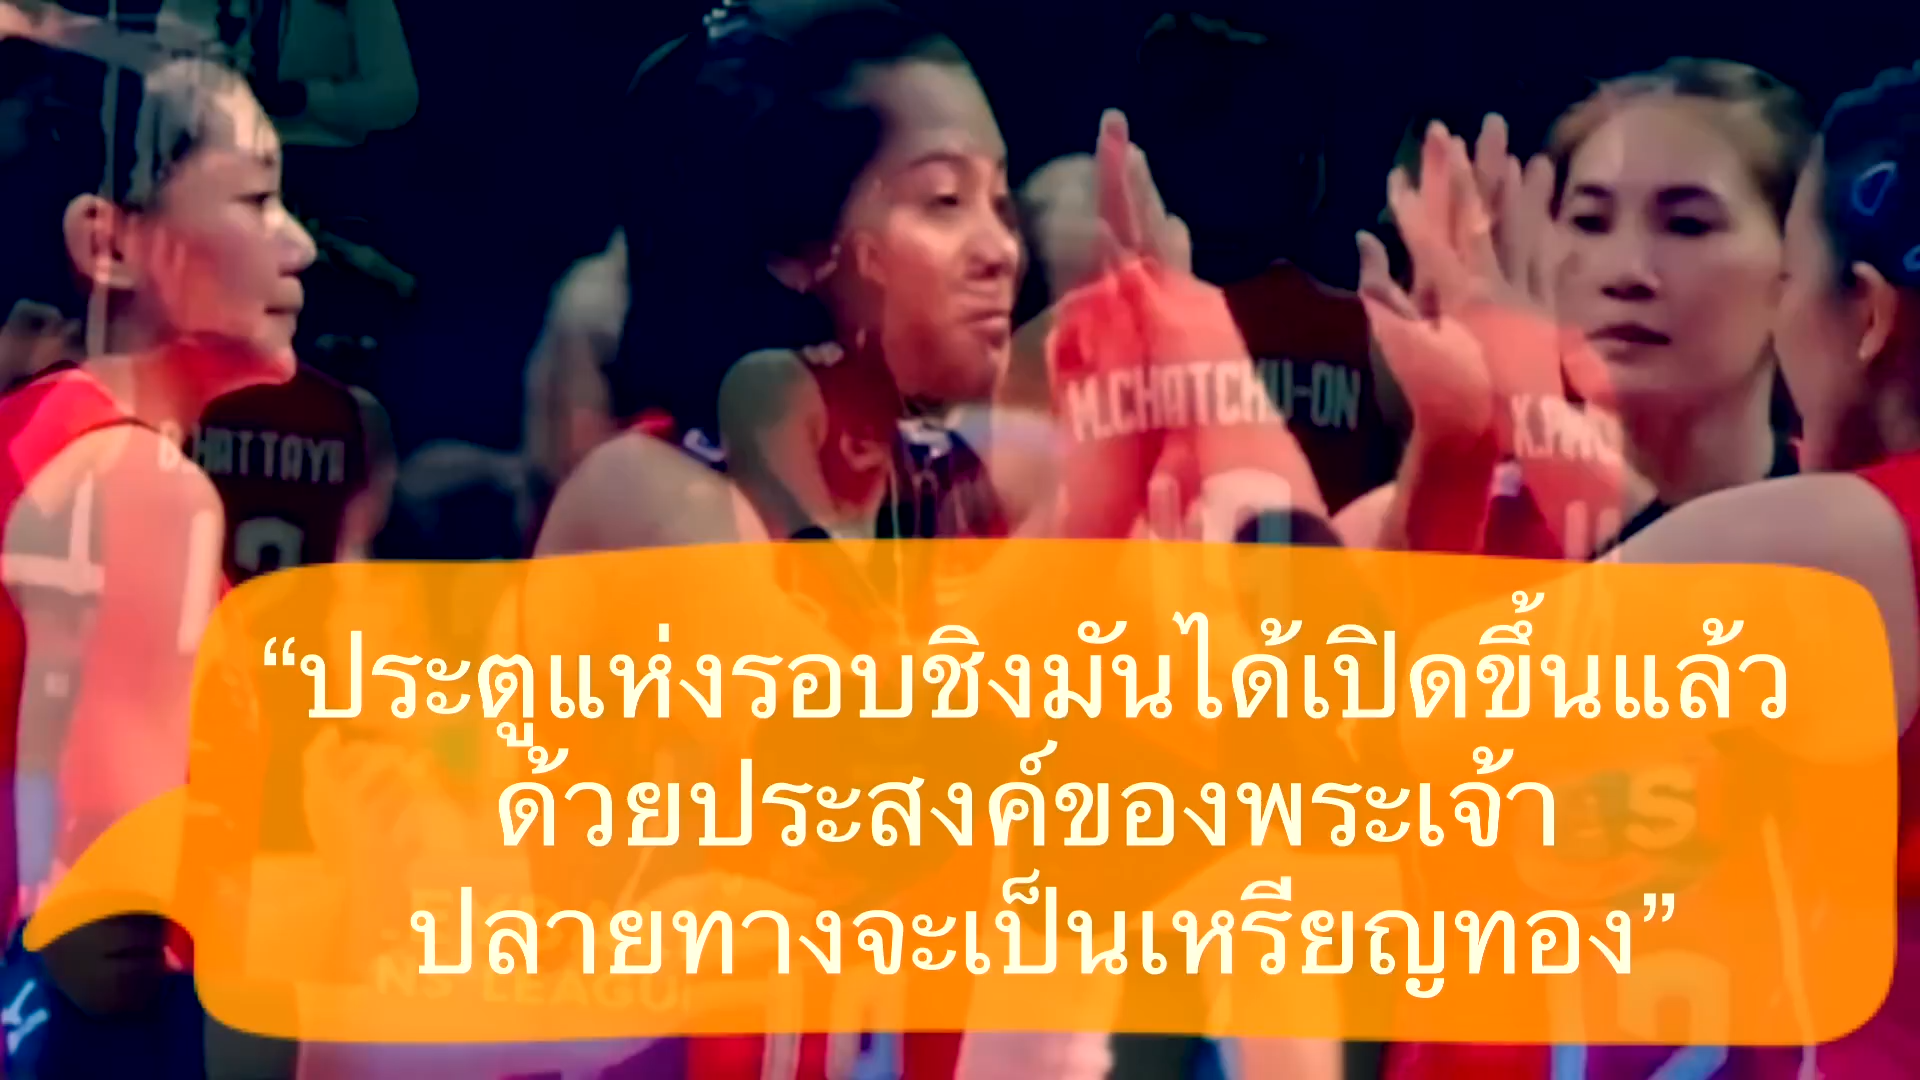 B.HATTAYA
M.CHATCHU-ON
“ประตูแห่งรอบชิงมันได้เปิดขึ้นแล้ว
ด้วยประสงค์ของพระเจ้า
ปลายทางจะเป็นเหรียญทอง”